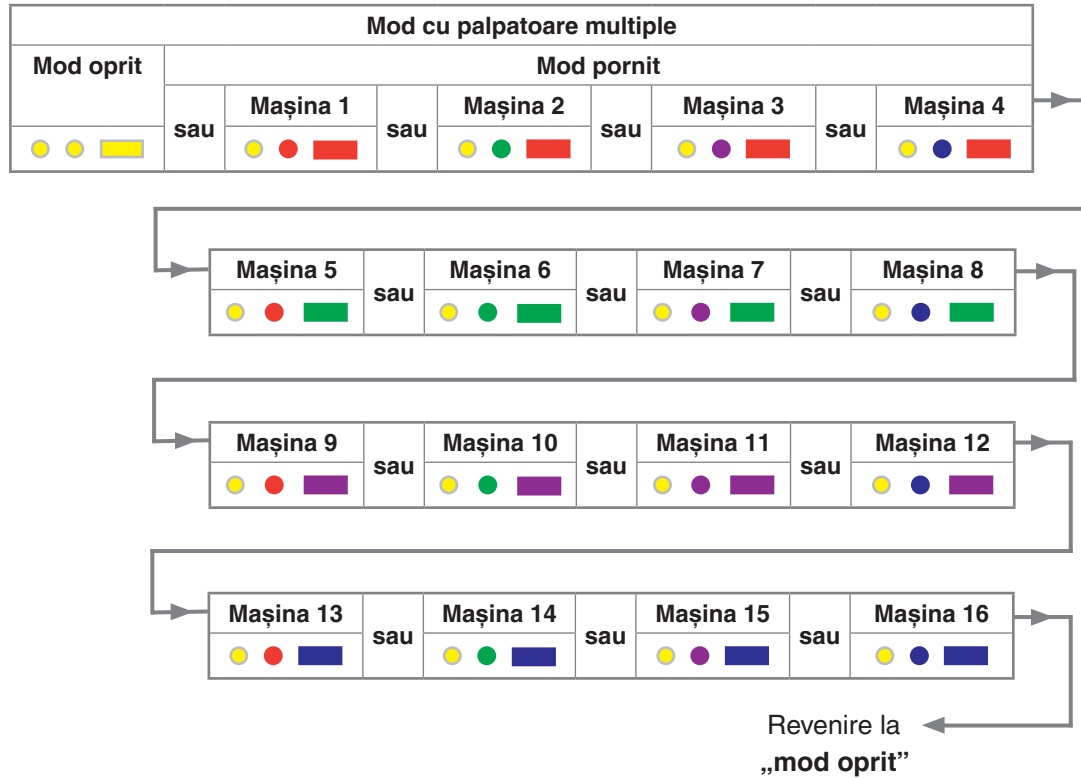 Mod cu palpatoare multiple
Mod oprit
Mod pornit
sau
Mașina 1
sau
Mașina 2
sau
Mașina 3
sau
Mașina 4
Mașina 5
sau
Mașina 6
sau
Mașina 7
sau
Mașina 8
Mașina 9
sau
Mașina 10
sau
Mașina 11
sau
Mașina 12
Mașina 13
sau
Mașina 14
sau
Mașina 15
sau
Mașina 16
Revenire la
„mod oprit”